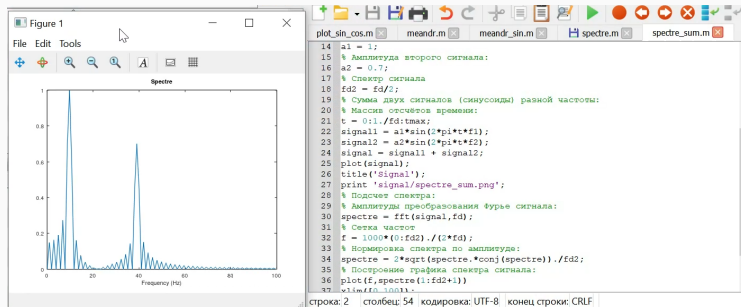 Figure 1
File Edit Tools
A
Spectre
1
0.8
0.6
0.4
0.2
0
0 20 40 60 80 100
Frequency (Hz)
plot_sin_cos.m meandr.m meandr_sin.m spectre.m spectre_sum.m
14 a1 = 1;
15 % Амплитуда второго сигнала:
16 a2 = 0.7;
17 % Спектр сигнала
18 fd2 = fd/2;
19 % Сумма двух сигналов (синусоиды) разной частоты:
20 % Массив отсчётов времени:
21 t = 0:1./fd:tmax;
22 signal1 = a1*sin(2*pi*t*f1);
23 signal2 = a2*sin(2*pi*t*f2);
24 signal = signal1 + signal2;
25 plot(signal);
26 title('Signal');
27 print 'signal/spectre_sum.png';
28 % Подсчет спектра:
29 % Амплитуды преобразования Фурье сигнала:
30 spectre = fft(signal,fd);
31 % Сетка частот
32 f = 1000*(0:fd2)./(2*fd);
33 % Нормировка спектра по амплитуде:
34 spectre = 2*sqrt(spectre.*conj(spectre))./fd2;
35 % Построение графика спектра сигнала:
36 plot(f,spectre(1:fd2+1))
37 xlim([0 100]);
строка: 2 столбец: 54 кодировка: UTF-8 конец строки: CRLF